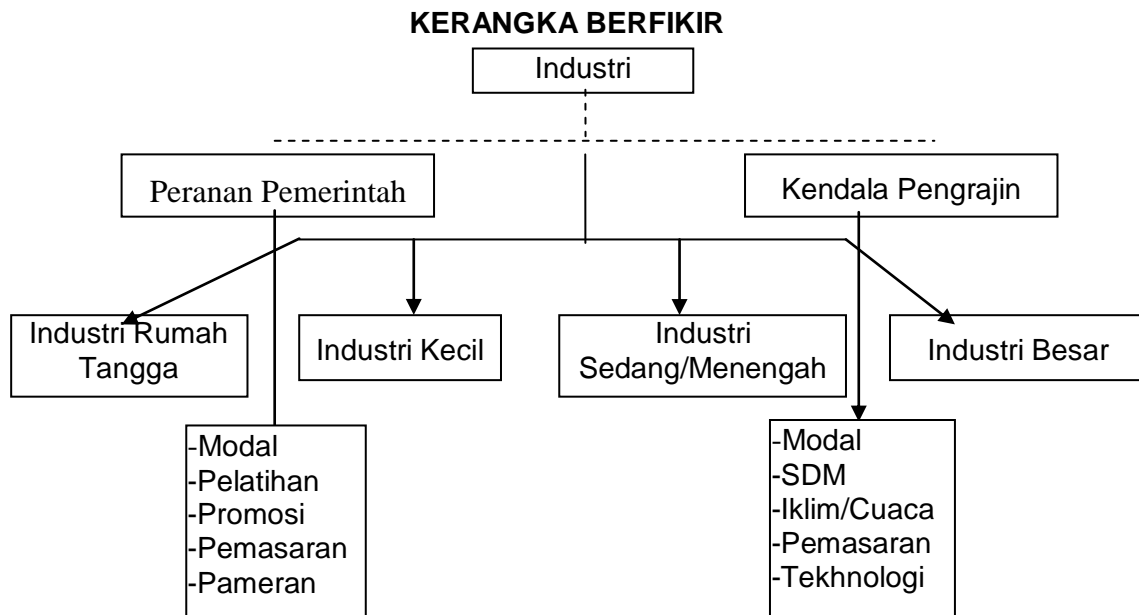 KERANGKA BERFIKIR
Industri
Peranan Pemerintah
Kendala Pengrajin
Industri Rumah
Tangga
Industri Kecil
Industri
Sedang/Menengah
Industri Besar
-Modal
-Pelatihan
-Promosi
-Pemasaran
-Pameran
-Modal
-SDM
-Iklim/Cuaca
-Pemasaran
-Tekhnologi